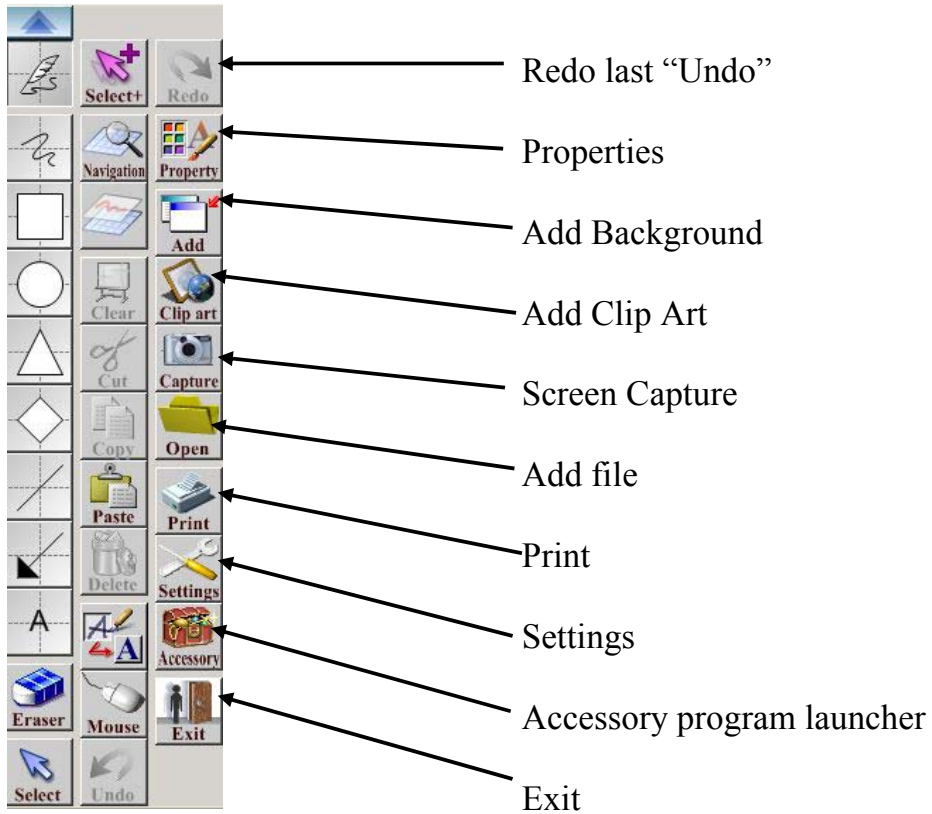 Select+ Redo Redo last “Undo”
Navigation Property Properties
Add Add Background
Clear Clip art Add Clip Art
Cut Capture Screen Capture
Copy Open Add file
Paste Print Print
Delete Settings Settings
A A A
Accessory Accessory program launcher
Eraser Mouse Exit Exit
Select Undo